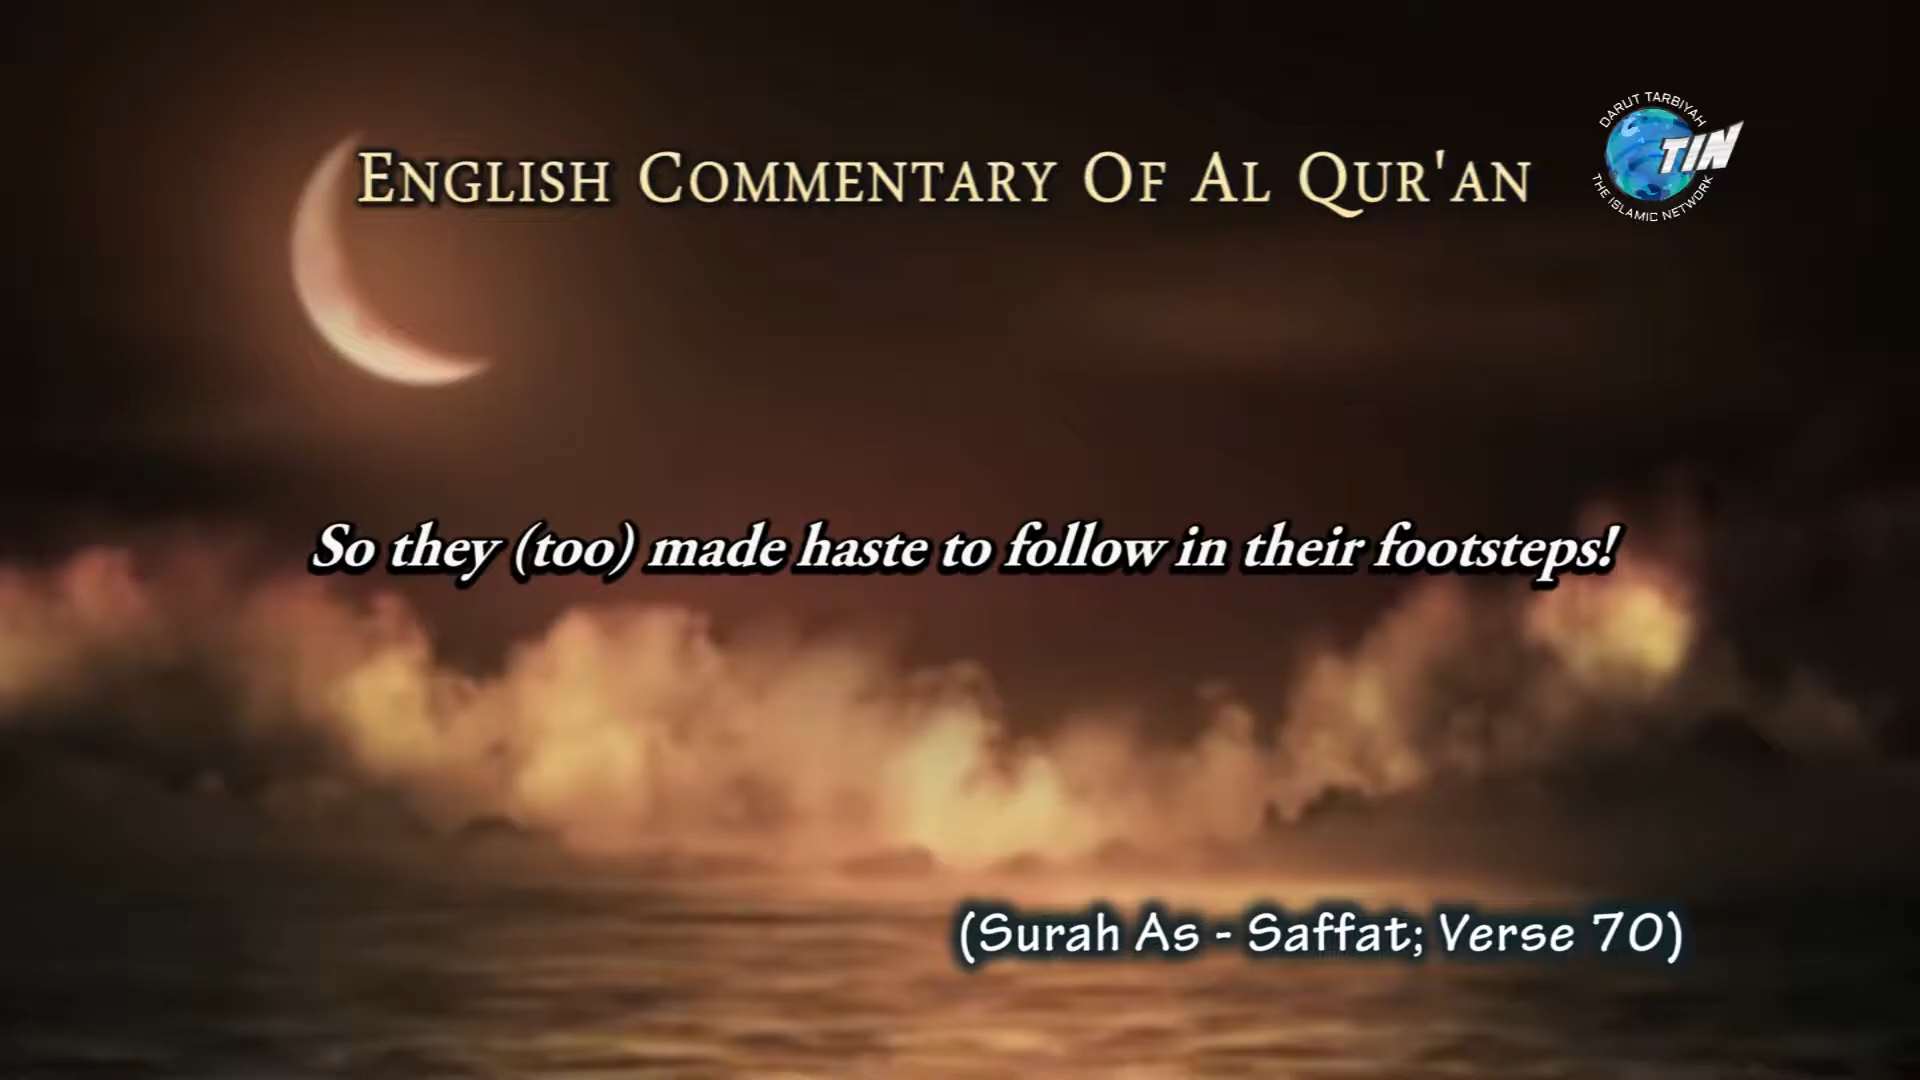 English Commentary Of Al Qur'an
DARUT TARBIYAH
TIN
THE ISLAMIC NETWORK
So they (too) made haste to follow in their footsteps!
(Surah As - Saffat; Verse 70)